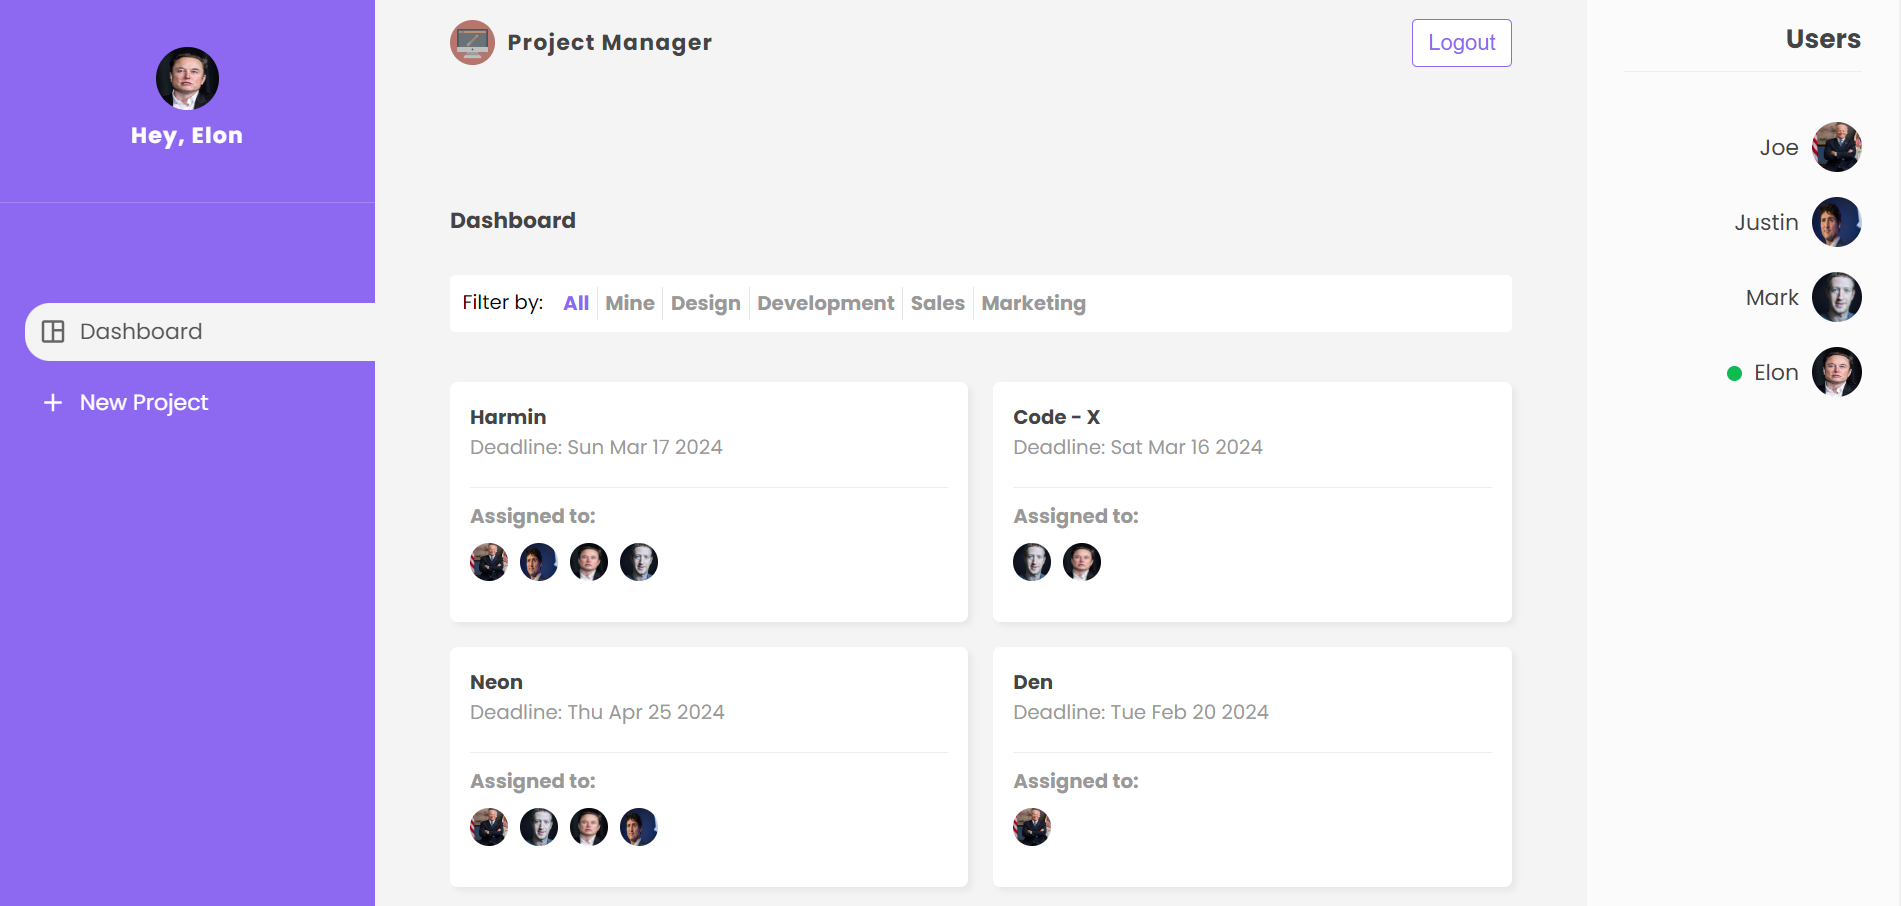 Hey, Elon
Dashboard
New Project
Project Manager
Logout
Dashboard
Filter by: All Mine Design Development Sales Marketing
Harmin
Deadline: Sun Mar 17 2024
Assigned to:
Code - X
Deadline: Sat Mar 16 2024
Assigned to:
Neon
Deadline: Thu Apr 25 2024
Assigned to:
Den
Deadline: Tue Feb 20 2024
Assigned to:
Users
Joe
Justin
Mark
Elon